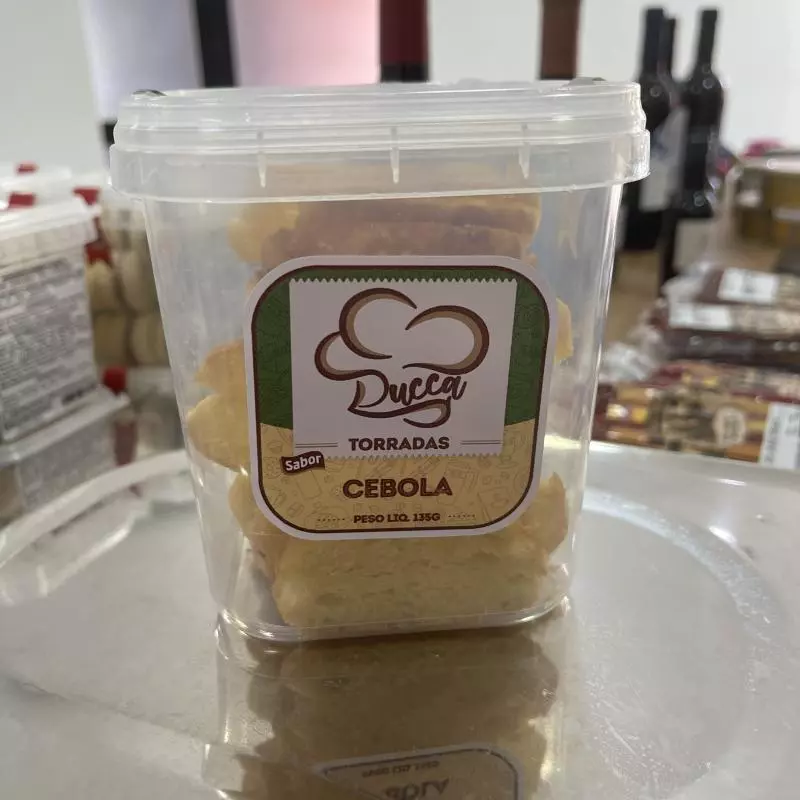 Ducca
TORRADAS
Sabor
CEBOLA
PESO LIQ. 135G